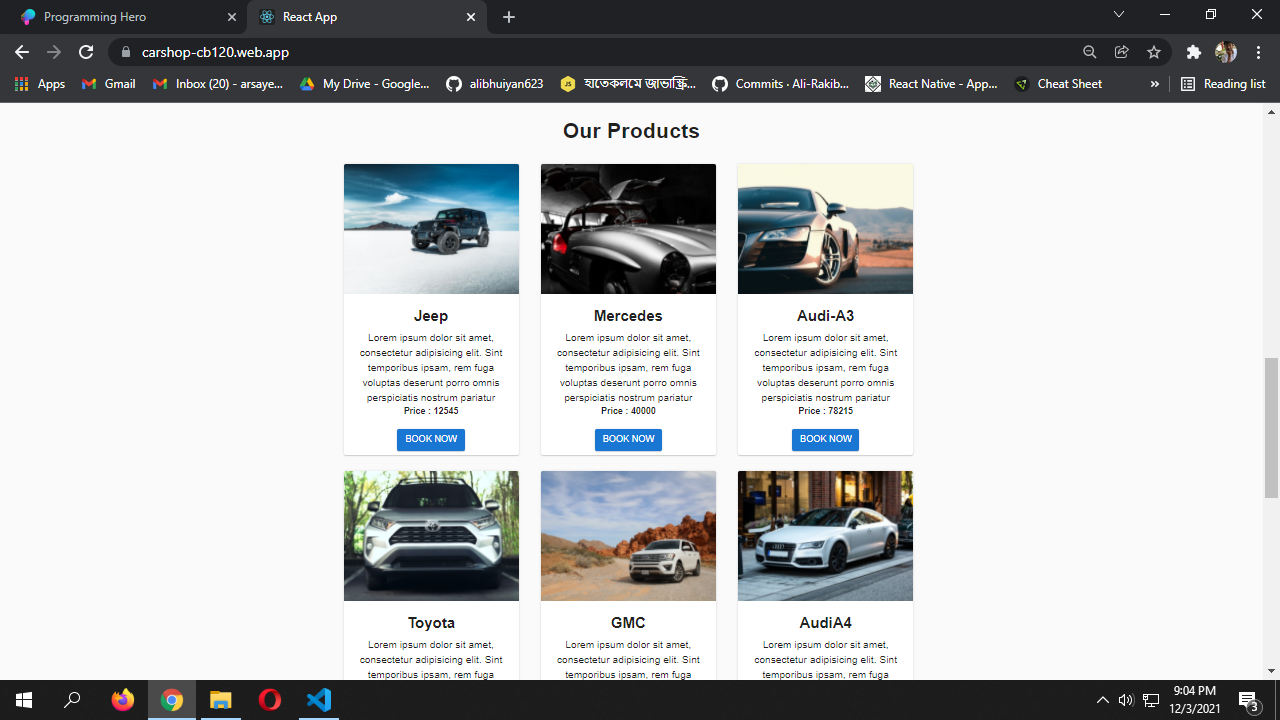 Programming Hero
React App
carshop-cb120.web.app
Apps
Gmail
Inbox (20) - arsaye...
My Drive - Google...
alibhuiyan623
JS
হাতেকলমে জাভাস্ক্রি...
Commits · Ali-Rakib...
React Native - App...
Cheat Sheet
»
Reading list
Our Products
Jeep
Lorem ipsum dolor sit amet,
consectetur adipisicing elit. Sint
temporibus ipsam, rem fuga
voluptas deserunt porro omnis
perspiciatis nostrum pariatur
Price : 12545
BOOK NOW
Mercedes
Lorem ipsum dolor sit amet,
consectetur adipisicing elit. Sint
temporibus ipsam, rem fuga
voluptas deserunt porro omnis
perspiciatis nostrum pariatur
Price : 40000
BOOK NOW
Audi-A3
Lorem ipsum dolor sit amet,
consectetur adipisicing elit. Sint
temporibus ipsam, rem fuga
voluptas deserunt porro omnis
perspiciatis nostrum pariatur
Price : 78215
BOOK NOW
Toyota
Lorem ipsum dolor sit amet,
consectetur adipisicing elit. Sint
temporibus ipsam, rem fuga
GMC
Lorem ipsum dolor sit amet,
consectetur adipisicing elit. Sint
temporibus ipsam, rem fuga
AudiA4
Lorem ipsum dolor sit amet,
consectetur adipisicing elit. Sint
temporibus ipsam, rem fuga
9:04 PM
12/3/2021
3